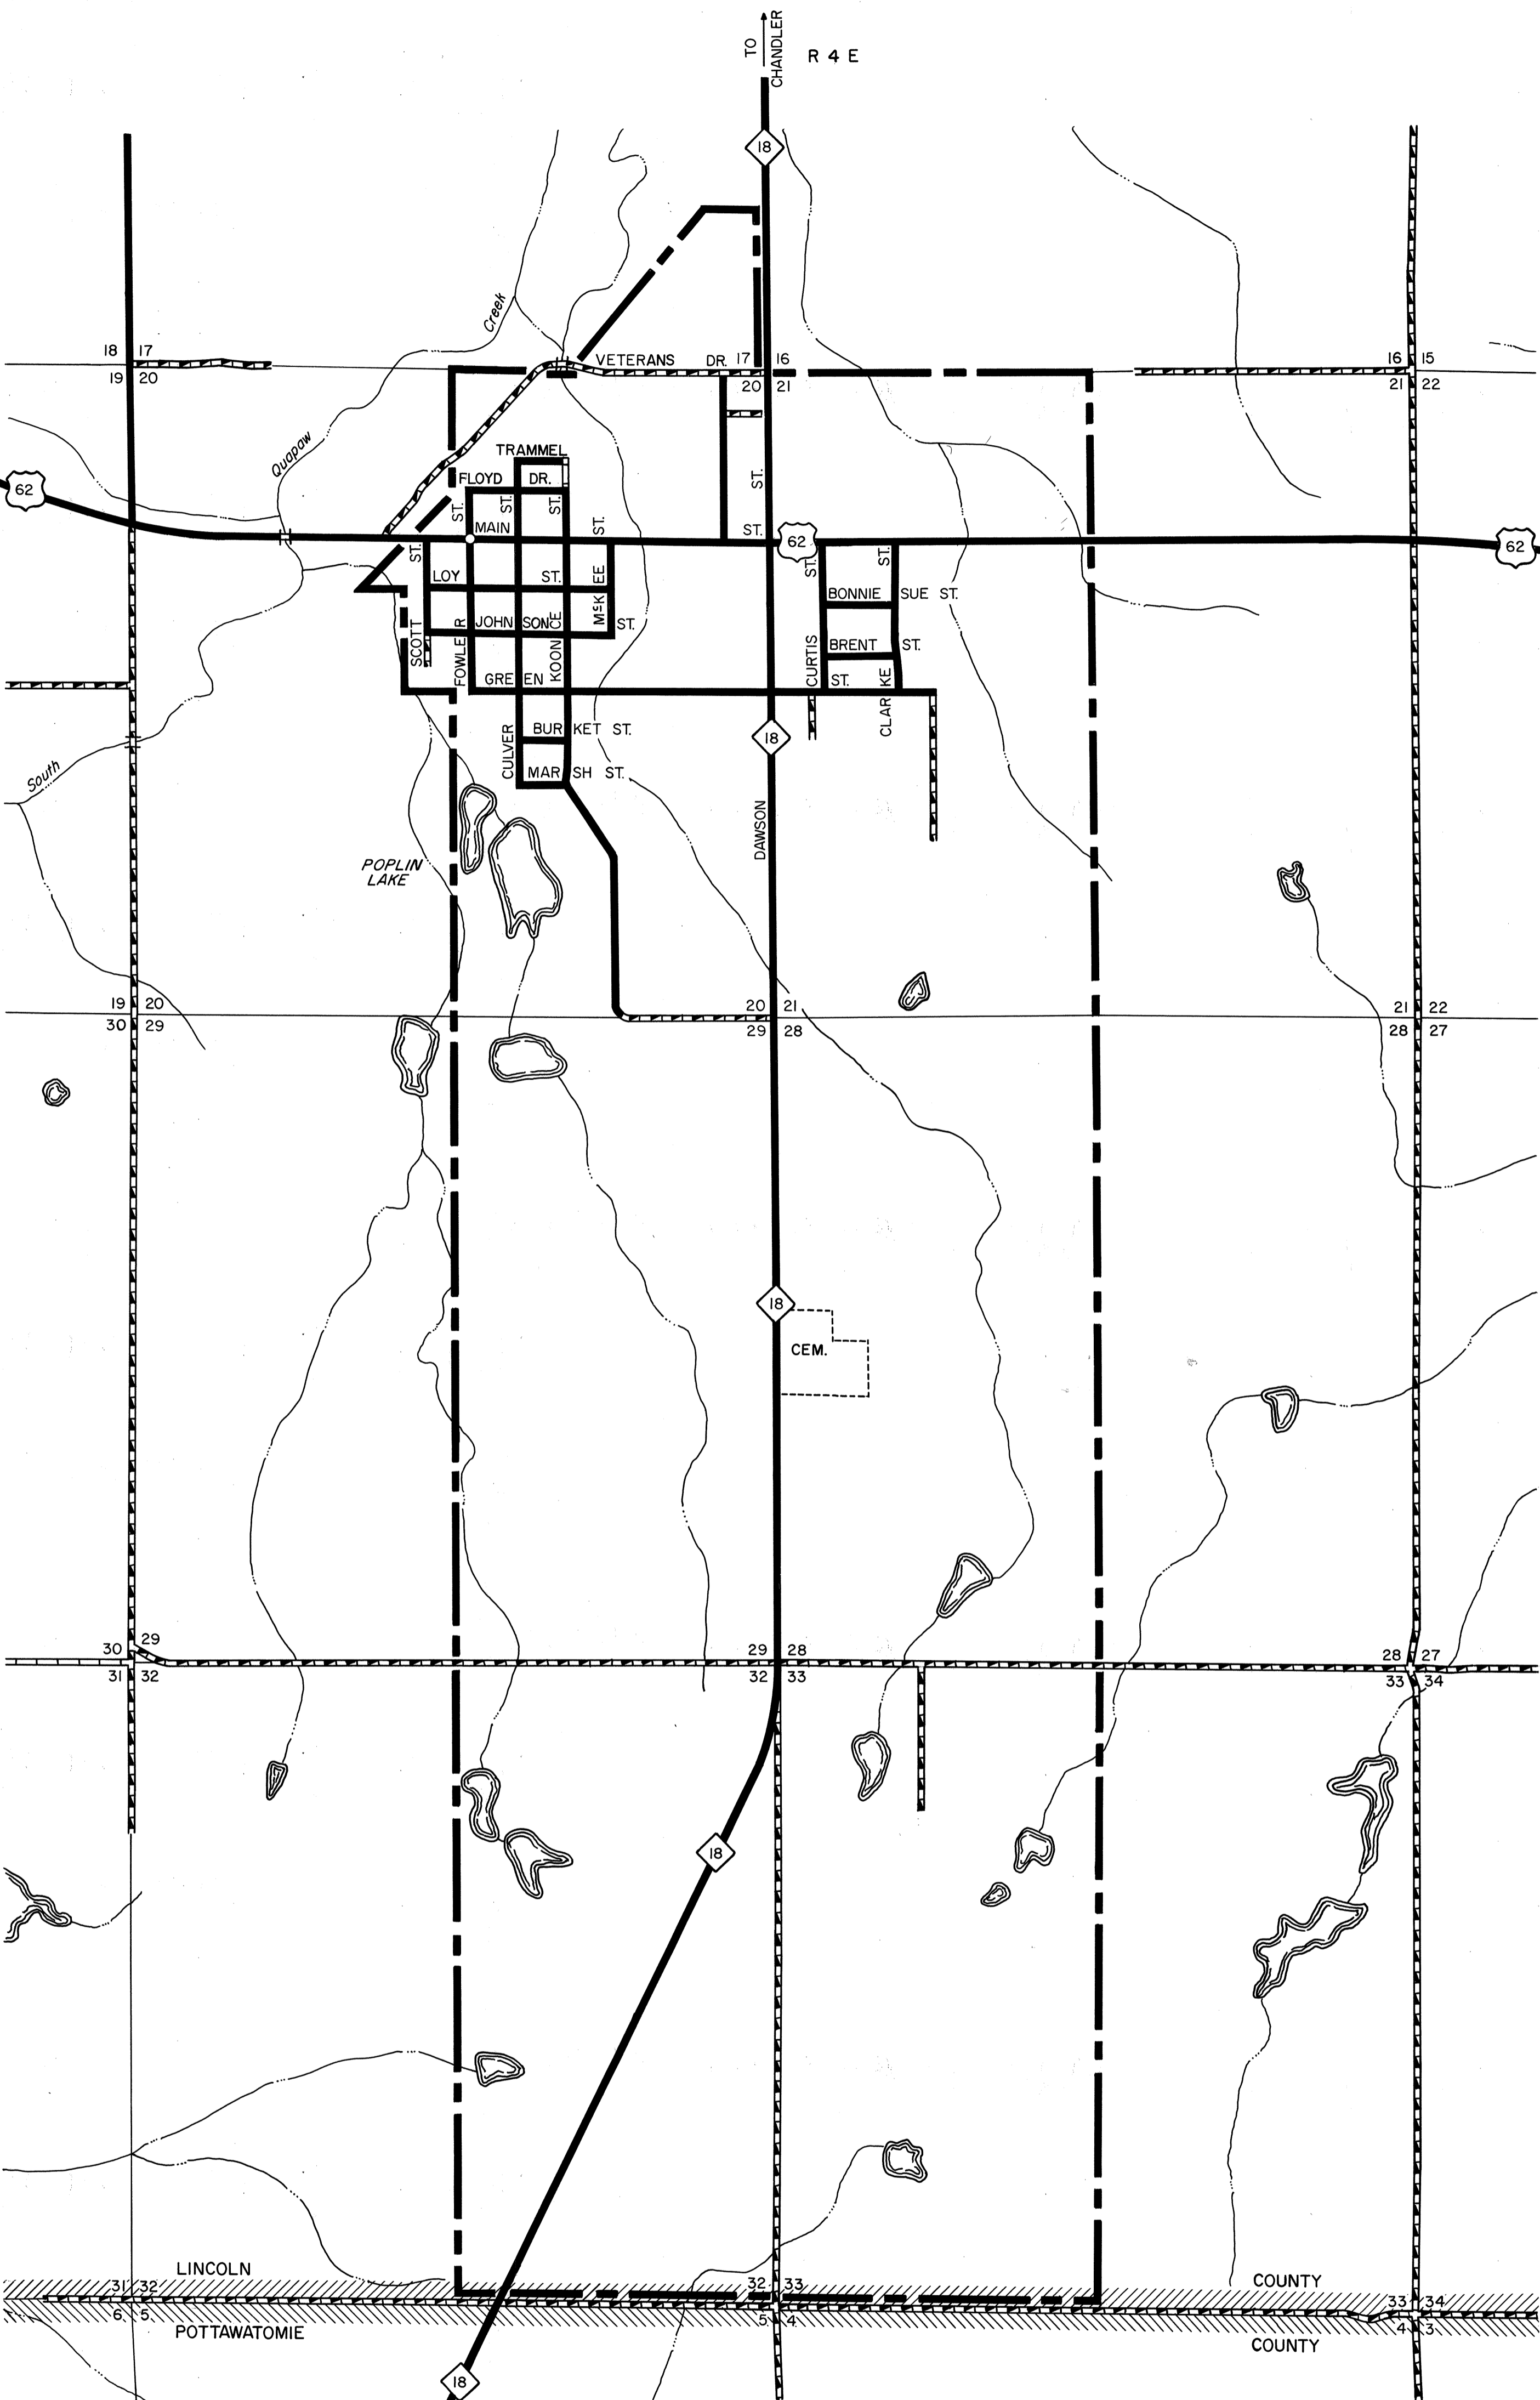 TO CHANDLER
R 4 E
18
18 17
19 20
Creek
VETERANS DR.
17 16
20 21
16 15
21 22
Quapaw
TRAMMEL
FLOYD DR.
ST.
ST.
ST.
ST.
ST.
62
MAIN ST.
62
62
ST.
ST.
ST.
LOY ST.
McKEE
BONNIE SUE ST.
JOHNSON ST.
SCOTT
FOWLER
KOONCE
CURTIS
BRENT ST.
GREEN ST.
CLARKE
CULVER
BURKET ST.
18
MARSH ST.
South
DAWSON
POPLIN
LAKE
19 20
30 29
20 21
29 28
21 22
28 27
18
CEM.
30 29
31 32
29 28
32 33
28 27
33 34
18
LINCOLN
COUNTY
31 32
6 5
32 33
5 4
33 34
4 3
POTTAWATOMIE
COUNTY
18